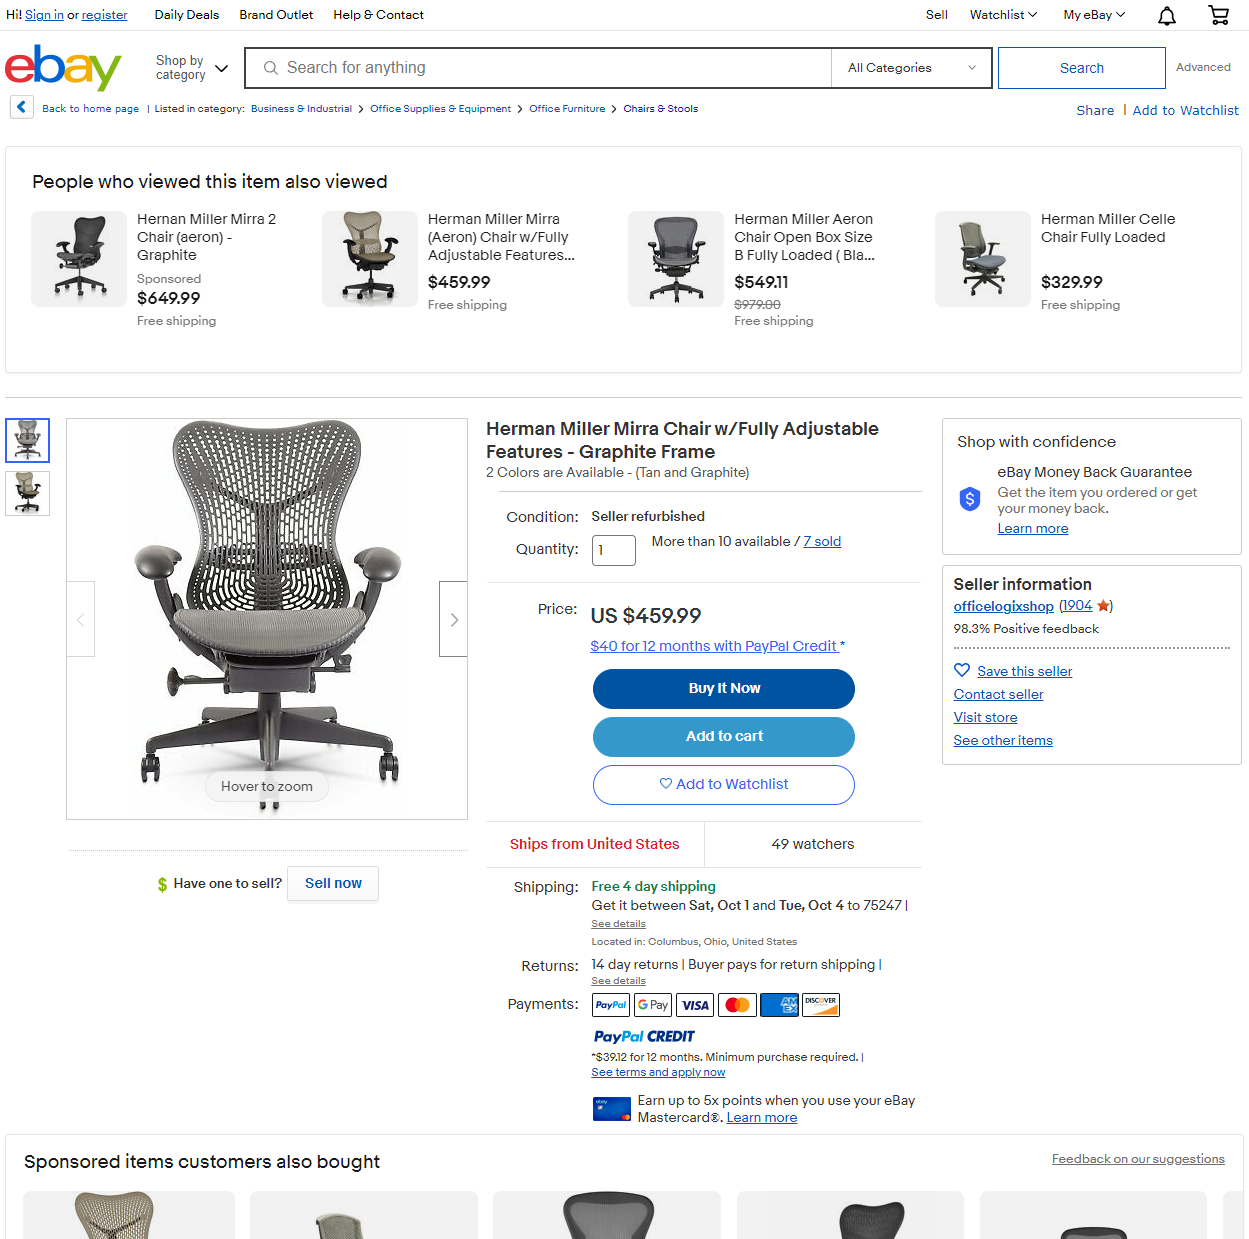 Hi! Sign in or register
Daily Deals
Brand Outlet
Help & Contact
Sell
Watchlist
My eBay
ebay
Shop by
category
Search for anything
All Categories
Search
Advanced
Back to home page | Listed in category: Business & Industrial > Office Supplies & Equipment > Office Furniture > Chairs & Stools
Share | Add to Watchlist
People who viewed this item also viewed
Hernan Miller Mirra 2
Chair (aeron) -
Graphite
Sponsored
$649.99
Free shipping
Herman Miller Mirra
(Aeron) Chair w/Fully
Adjustable Features...
$459.99
Free shipping
Herman Miller Aeron
Chair Open Box Size
B Fully Loaded ( Bla...
$549.11
$979.00
Free shipping
Herman Miller Celle
Chair Fully Loaded
$329.99
Free shipping
Hover to zoom
$ Have one to sell?
Sell now
Herman Miller Mirra Chair w/Fully Adjustable
Features - Graphite Frame
2 Colors are Available - (Tan and Graphite)
Condition: Seller refurbished
Quantity: 1 More than 10 available / 7 sold
Price: US $459.99
$40 for 12 months with PayPal Credit *
Buy It Now
Add to cart
Add to Watchlist
Ships from United States
49 watchers
Shipping: Free 4 day shipping
Get it between Sat, Oct 1 and Tue, Oct 4 to 75247 |
See details
Located in: Columbus, Ohio, United States
Returns: 14 day returns | Buyer pays for return shipping |
See details
Payments: PayPal G Pay VISA AMEX DISCOVER
PayPal CREDIT
*$39.12 for 12 months. Minimum purchase required. |
See terms and apply now
ebay
Earn up to 5x points when you use your eBay
Mastercard®. Learn more
Shop with confidence
eBay Money Back Guarantee
$
Get the item you ordered or get
your money back.
Learn more
Seller information
officelogixshop (1904 )
98.3% Positive feedback
Save this seller
Contact seller
Visit store
See other items
Sponsored items customers also bought
Feedback on our suggestions